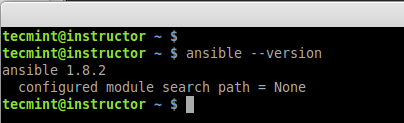 tecmint@instructor ~ $
tecmint@instructor ~ $ ansible --version
ansible 1.8.2
  configured module search path = None
tecmint@instructor ~ $